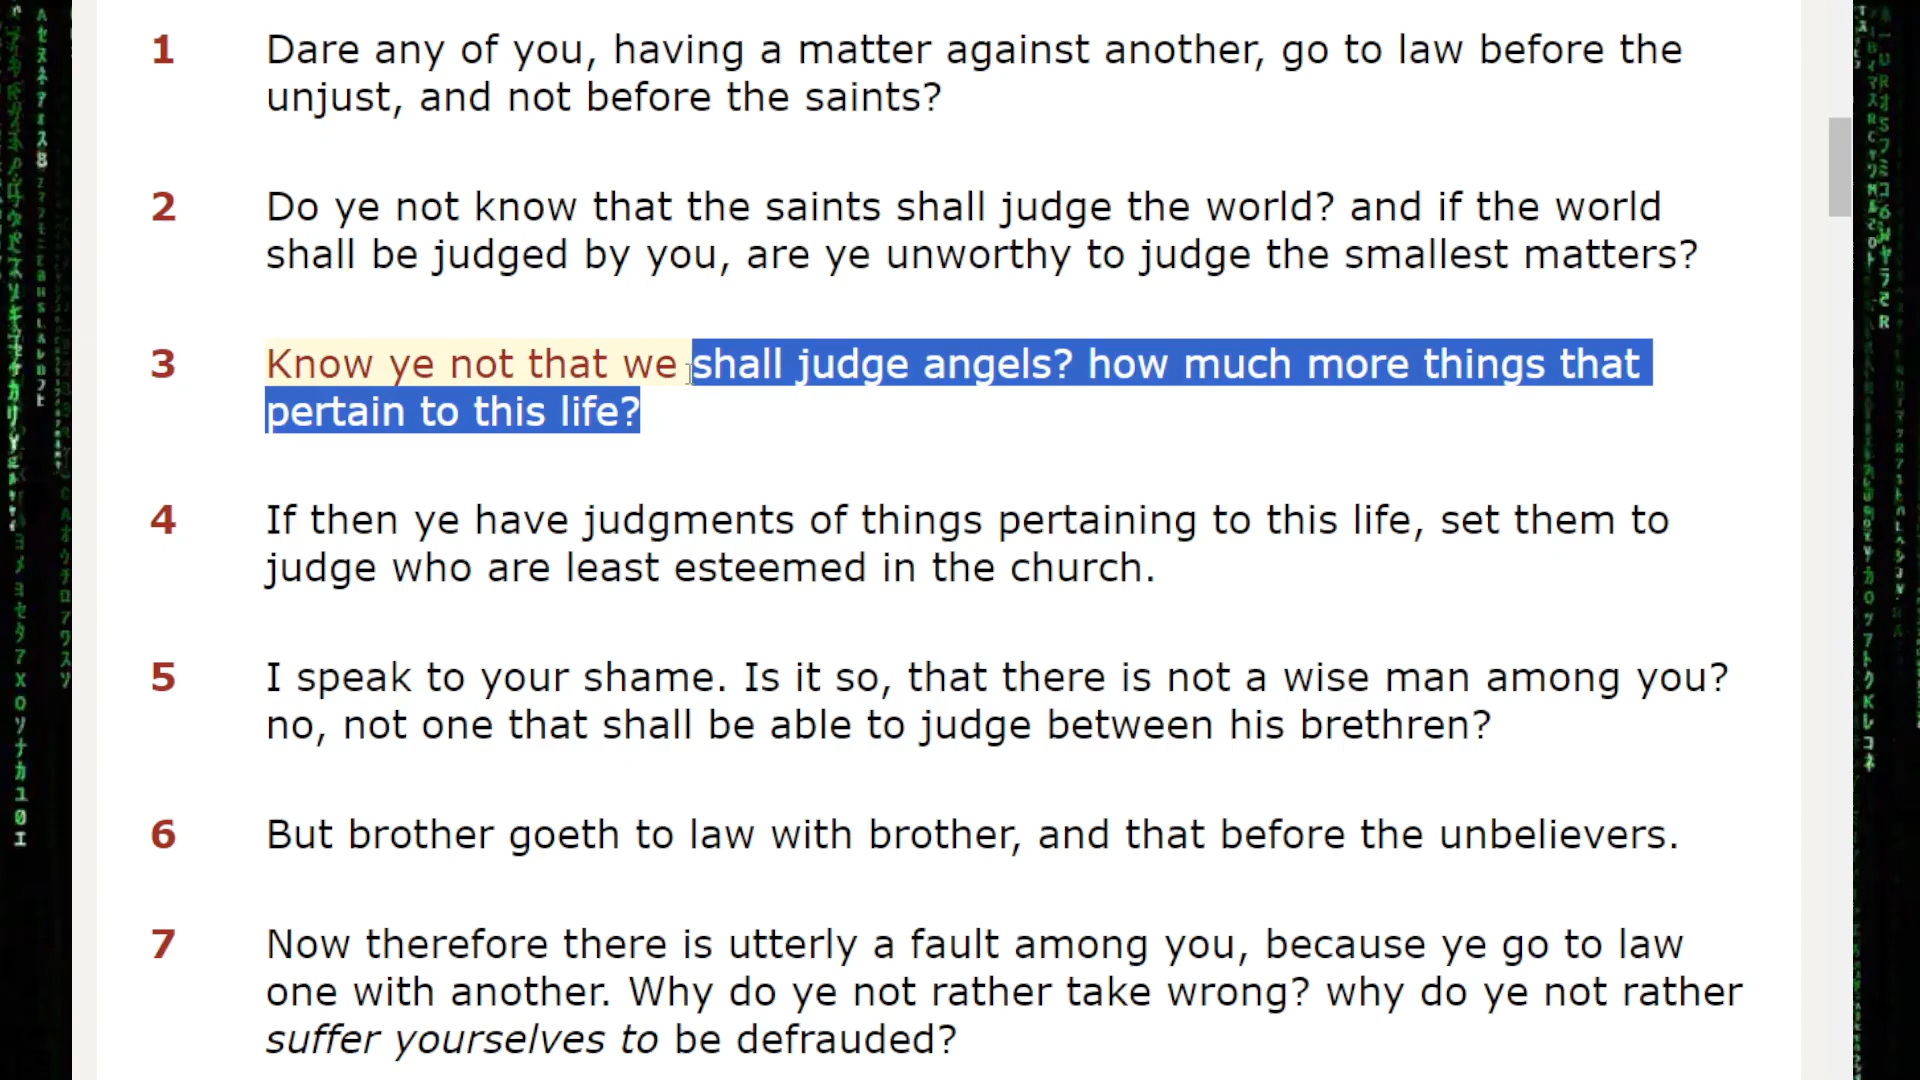 1 Dare any of you, having a matter against another, go to law before the
unjust, and not before the saints?
2 Do ye not know that the saints shall judge the world? and if the world
shall be judged by you, are ye unworthy to judge the smallest matters?
3 Know ye not that we shall judge angels? how much more things that
pertain to this life?
4 If then ye have judgments of things pertaining to this life, set them to
judge who are least esteemed in the church.
5 I speak to your shame. Is it so, that there is not a wise man among you?
no, not one that shall be able to judge between his brethren?
6 But brother goeth to law with brother, and that before the unbelievers.
7 Now therefore there is utterly a fault among you, because ye go to law
one with another. Why do ye not rather take wrong? why do ye not rather
suffer yourselves to be defrauded?